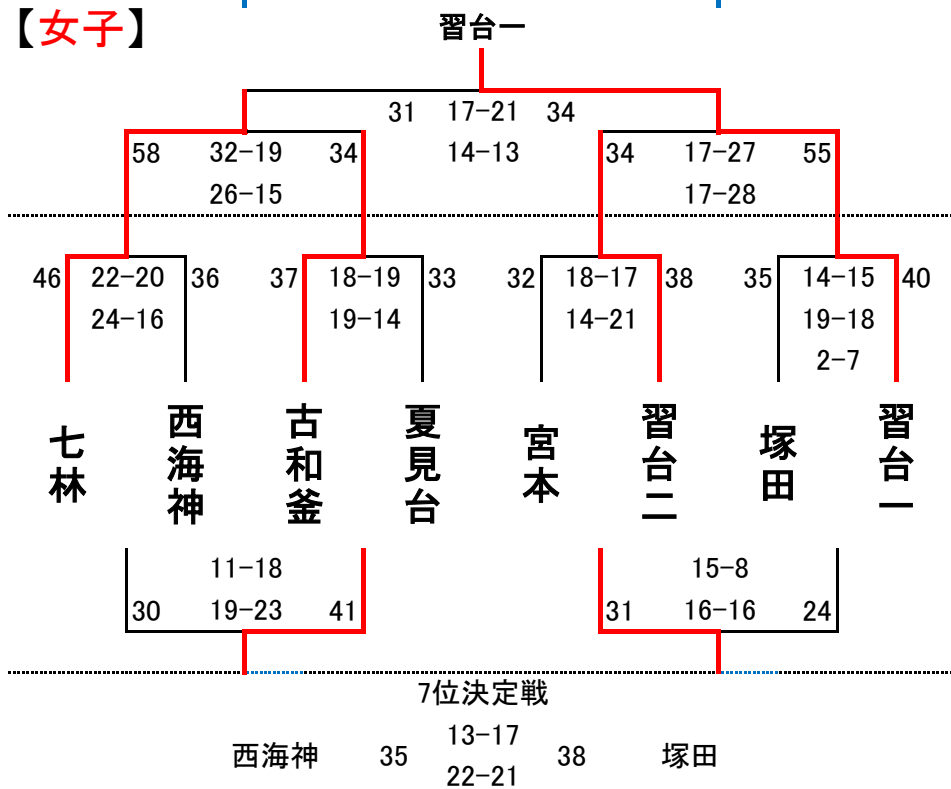 【女子】
習台一
31 17-21 34
14-13
58 32-19 34
26-15
34 17-27 55
17-28
46 22-20 36
24-16
37 18-19 33
19-14
32 18-17 38
14-21
35 14-15 40
19-18
2-7
七林
西海神
古和釜
夏見台
宮本
習台二
塚田
習台一
11-18
30 19-23 41
15-8
31 16-16 24
7位決定戦
13-17
西海神 35 38 塚田
22-21